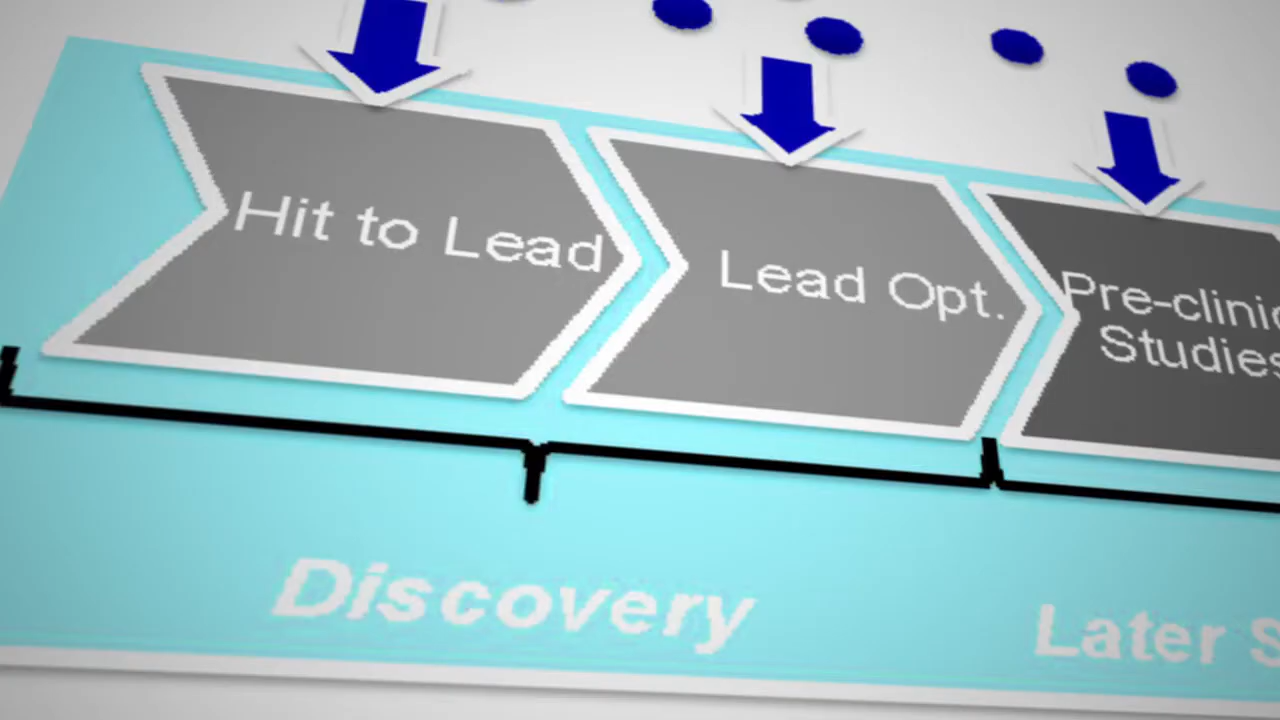 Hit to Lead
Lead Opt.
Pre-clinic
Studies
Discovery
Later S